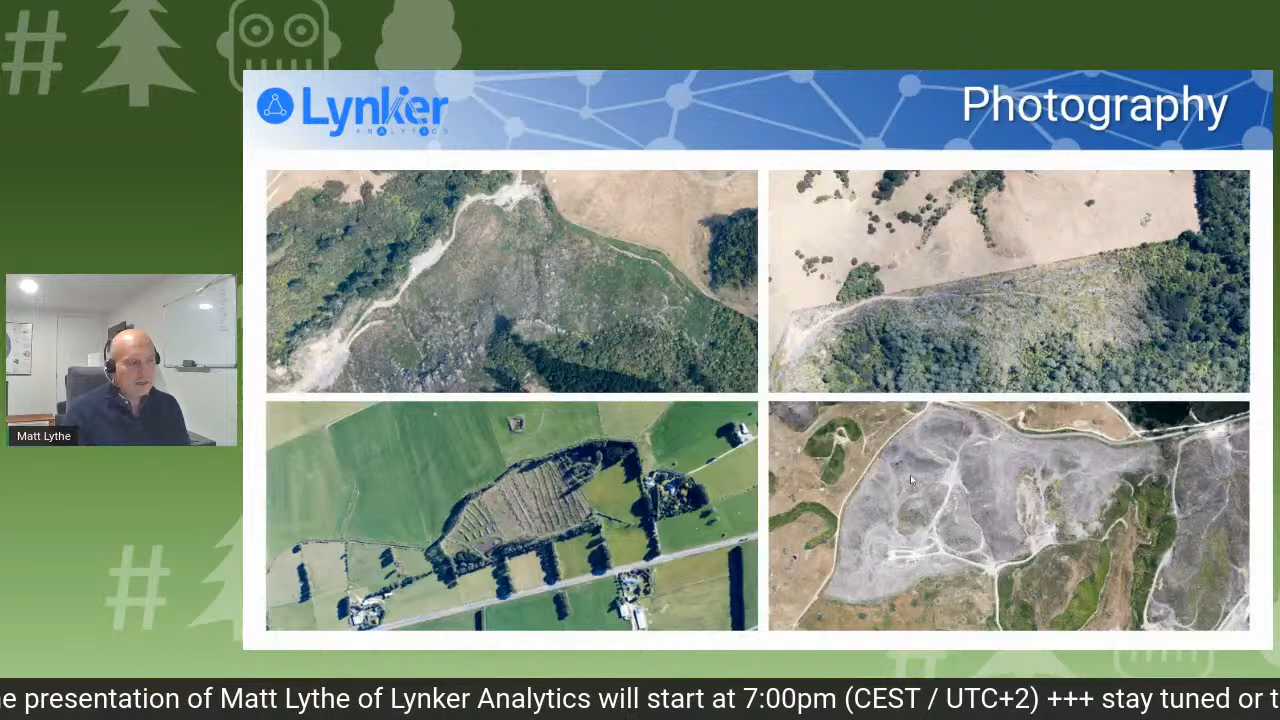 #
Lynker
ANALYTICS
Photography
Matt Lythe
#
e presentation of Matt Lythe of Lynker Analytics will start at 7:00pm (CEST / UTC+2) +++ stay tuned or t